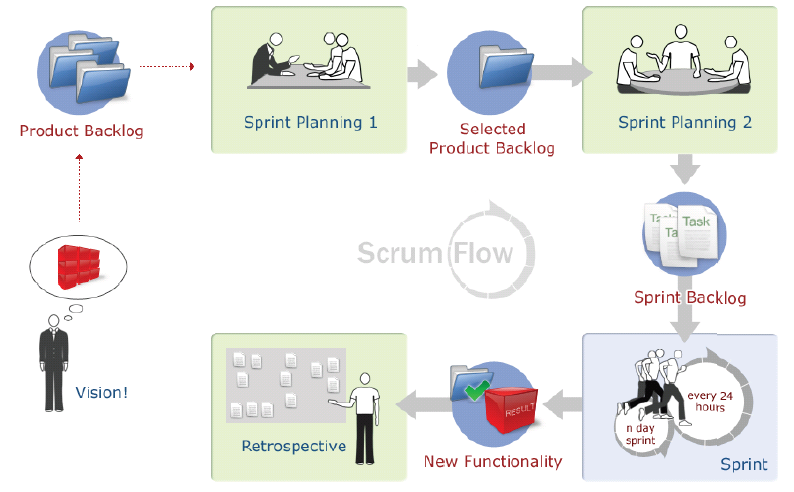 Product Backlog
Sprint Planning 1
Selected
Product Backlog
Sprint Planning 2
Task
Task
Sprint Backlog
Scrum Flow
Vision!
Retrospective
RESULT
New Functionality
every 24
hours
n day
sprint
Sprint